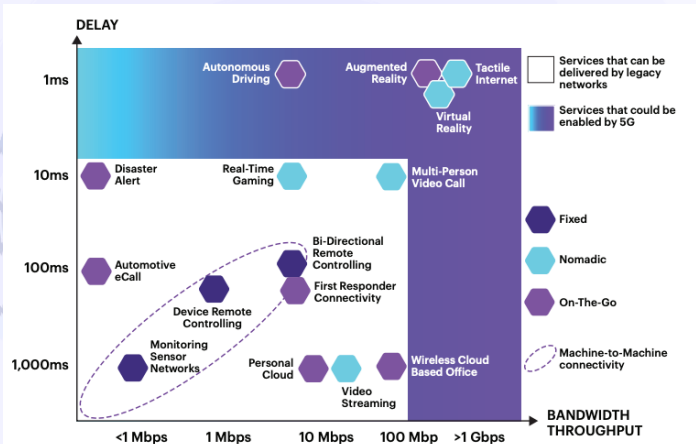 DELAY
1ms
10ms
100ms
1,000ms
Autonomous
Driving
Augmented
Reality
Tactile
Internet
Virtual
Reality
Disaster
Alert
Real-Time
Gaming
Multi-Person
Video Call
Automotive
eCall
Bi-Directional
Remote
Controlling
First Responder
Connectivity
Device Remote
Controlling
Monitoring
Sensor
Networks
Personal
Cloud
Video
Streaming
Wireless Cloud
Based Office
<1 Mbps
1 Mbps
10 Mbps
100 Mbp
>1 Gbps
BANDWIDTH
THROUGHPUT
Services that can be
delivered by legacy
networks
Services that could be
enabled by 5G
Fixed
Nomadic
On-The-Go
Machine-to-Machine
connectivity